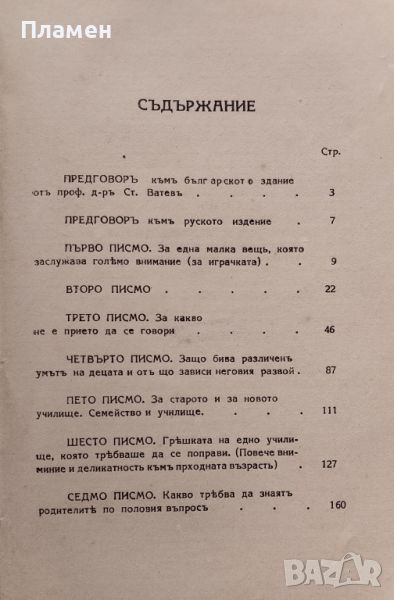 Пламен
СЪДЪРЖАНИЕ
Стр.
ПРЕДГОВОРЪ къмъ българското здание
отъ проф. д-ръ Ст. Ватевъ . . . . 3
ПРЕДГОВОРЪ къмъ руското издение . 7
ПЪРВО ПИСМО. За една малка вещь, която
заслужава голѣмо внимание (за играчката) . . 9
ВТОРО ПИСМО . . . . . 22
ТРЕТО ПИСМО. За какво
не е прието да се говори . . . . 46
ЧЕТВЪРТО ПИСМО. Защо бива различенъ
умътъ на децата и отъ що зависи неговия развой . 87
ПЕТО ПИСМО. За старото и за новото
училище. Семейство и училище. . . . 111
ШЕСТО ПИСМО. Грѣшката на едно учили-
ще, която трѣбваше да се поправи. (Повече вни-
миние и деликатность къмъ прходната възрасть) . 127
СЕДМО ПИСМО. Какво трѣбва да знаятъ
родителитѣ по половия въпросъ . . . 160
BAZAR